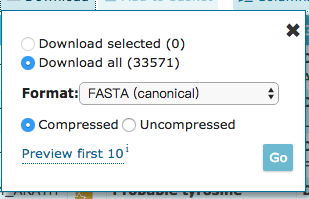 Download selected (0)
Download all (33571)
Format: FASTA (canonical)
Compressed Uncompressed
Preview first 10 i
Go